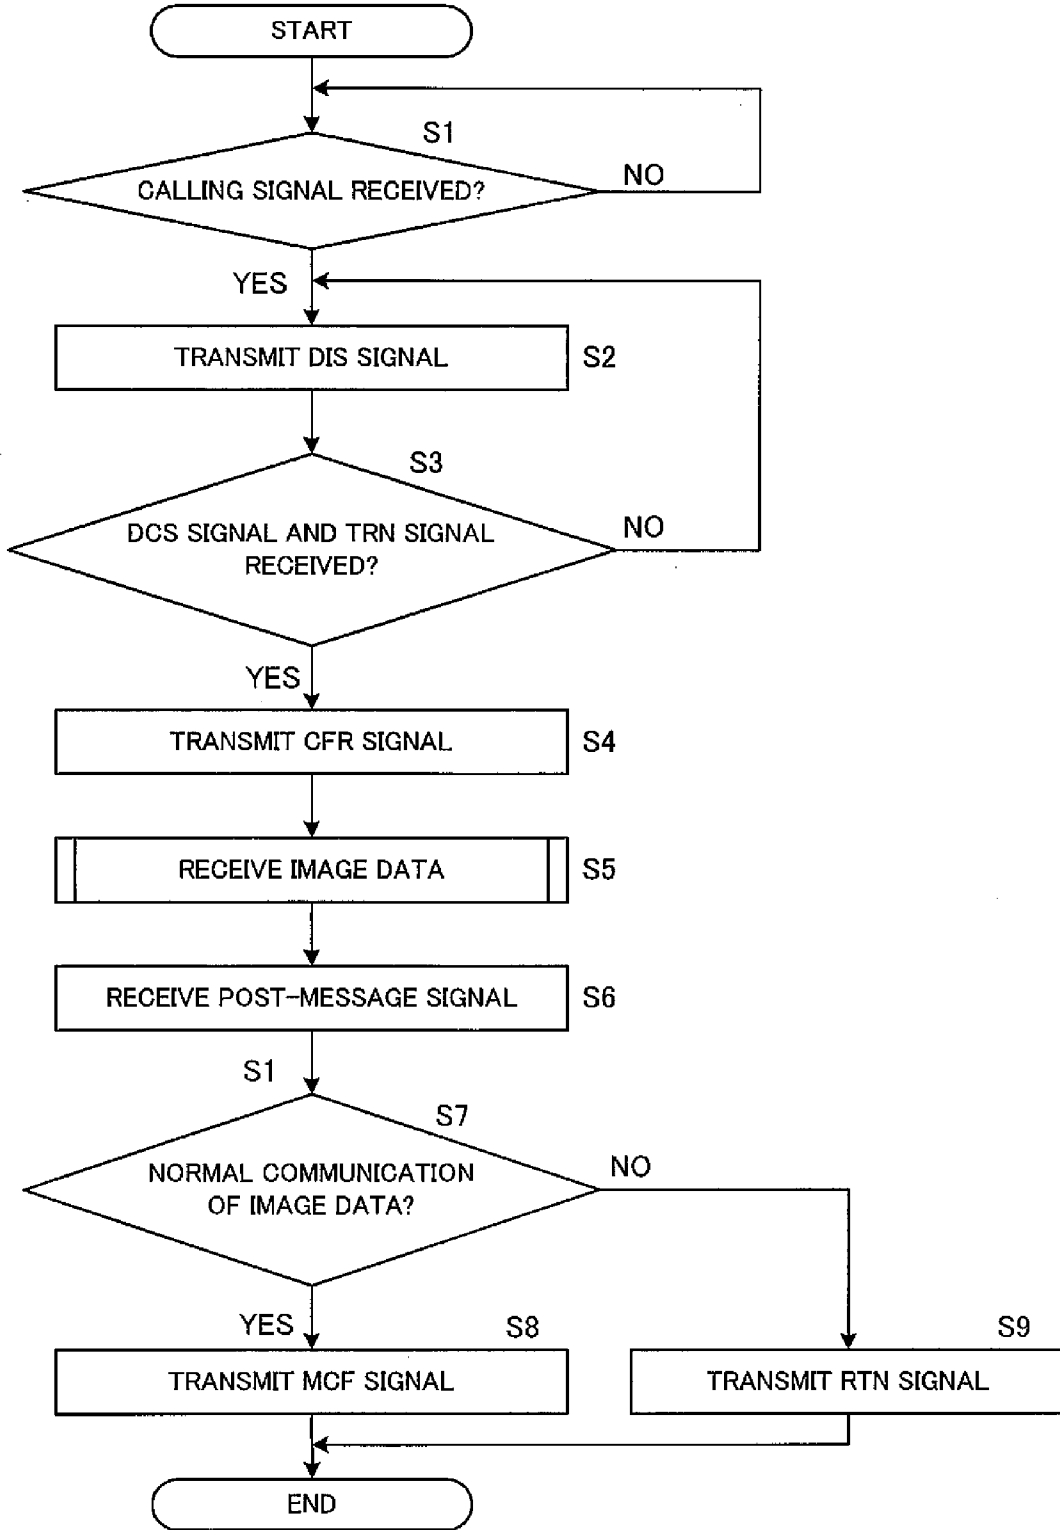 START
S1
CALLING SIGNAL RECEIVED?
NO
YES
TRANSMIT DIS SIGNAL
S2
S3
DCS SIGNAL AND TRN SIGNAL
RECEIVED?
NO
YES
TRANSMIT CFR SIGNAL
S4
RECEIVE IMAGE DATA
S5
RECEIVE POST-MESSAGE SIGNAL
S6
S1
S7
NORMAL COMMUNICATION
OF IMAGE DATA?
NO
YES
S8
S9
TRANSMIT MCF SIGNAL
TRANSMIT RTN SIGNAL
END